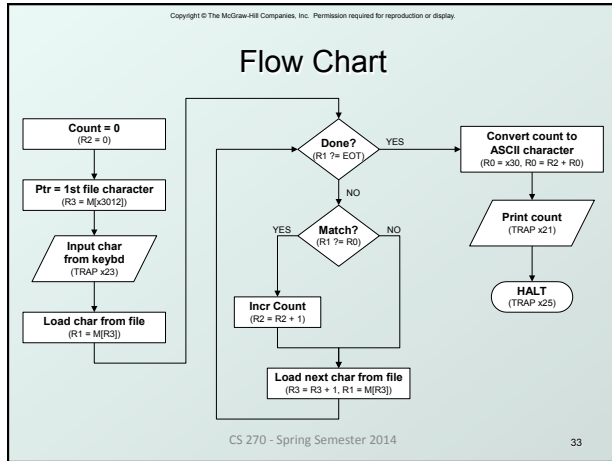 Copyright © The McGraw-Hill Companies, Inc. Permission required for reproduction or display.
Flow Chart
Count = 0
(R2 = 0)
Ptr = 1st file character
(R3 = M[x3012])
Input char
from keybd
(TRAP x23)
Load char from file
(R1 = M[R3])
Done?
(R1 ?= EOT)
YES
NO
Match?
(R1 ?= R0)
YES
NO
Incr Count
(R2 = R2 + 1)
Load next char from file
(R3 = R3 + 1, R1 = M[R3])
Convert count to
ASCII character
(R0 = x30, R0 = R2 + R0)
Print count
(TRAP x21)
HALT
(TRAP x25)
CS 270 - Spring Semester 2014
33